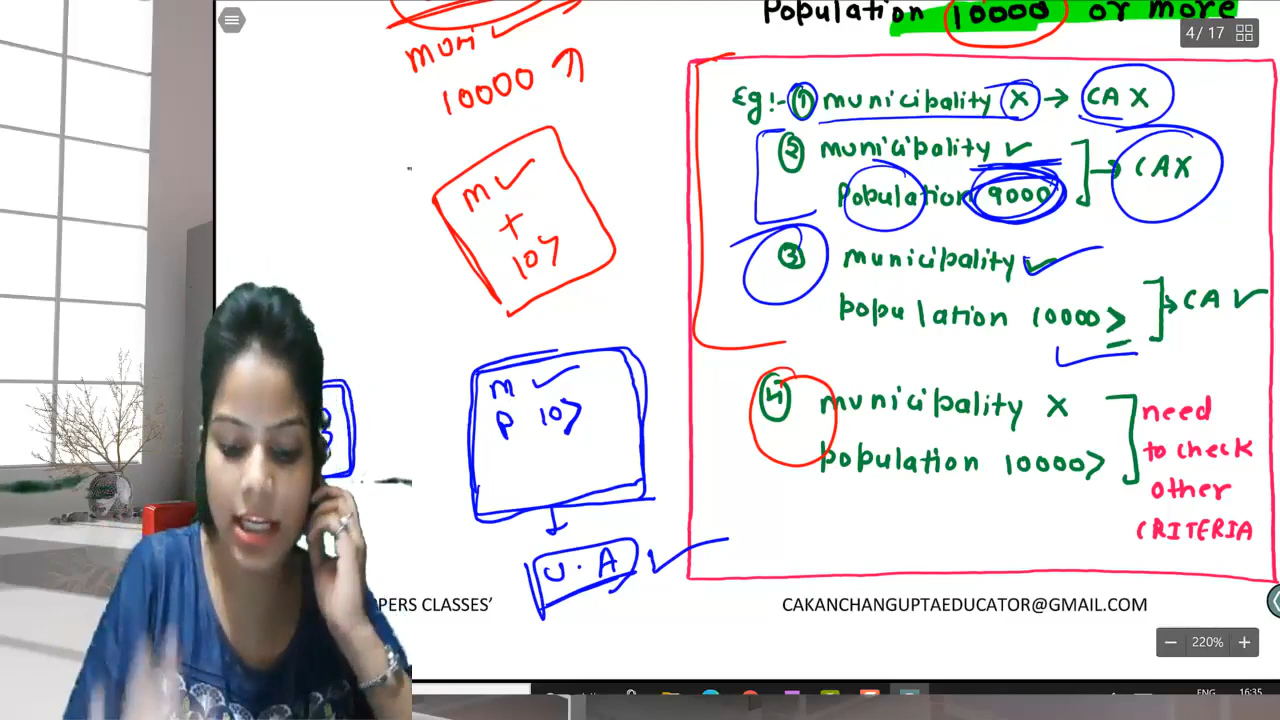 Population 10000 or more
4 / 17
muni
10000
Eg:- ① municipality X → CA X
② municipality ✓
Population 9000
→ CAX
m ✓
+
10>
③ municipality ✓
population 10000>
→ CA ✓
m ✓
P 10>
④ municipality X
population 10000>
need
to check
other
CRITERIA
U.A ✓
PERS CLASSES'
CAKANCHANGUPTAEDUCATOR@GMAIL.COM
220%
ENG
16:35